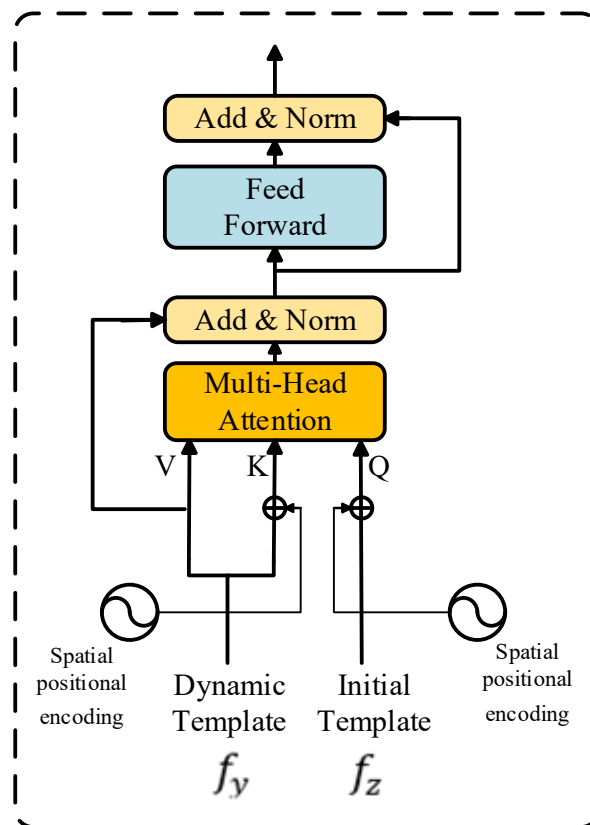 Add & Norm
Feed
Forward
Add & Norm
Multi-Head
Attention
V
K
Q
Spatial
positional
encoding
Dynamic
Template
f_y
Initial
Template
f_z
Spatial
positional
encoding